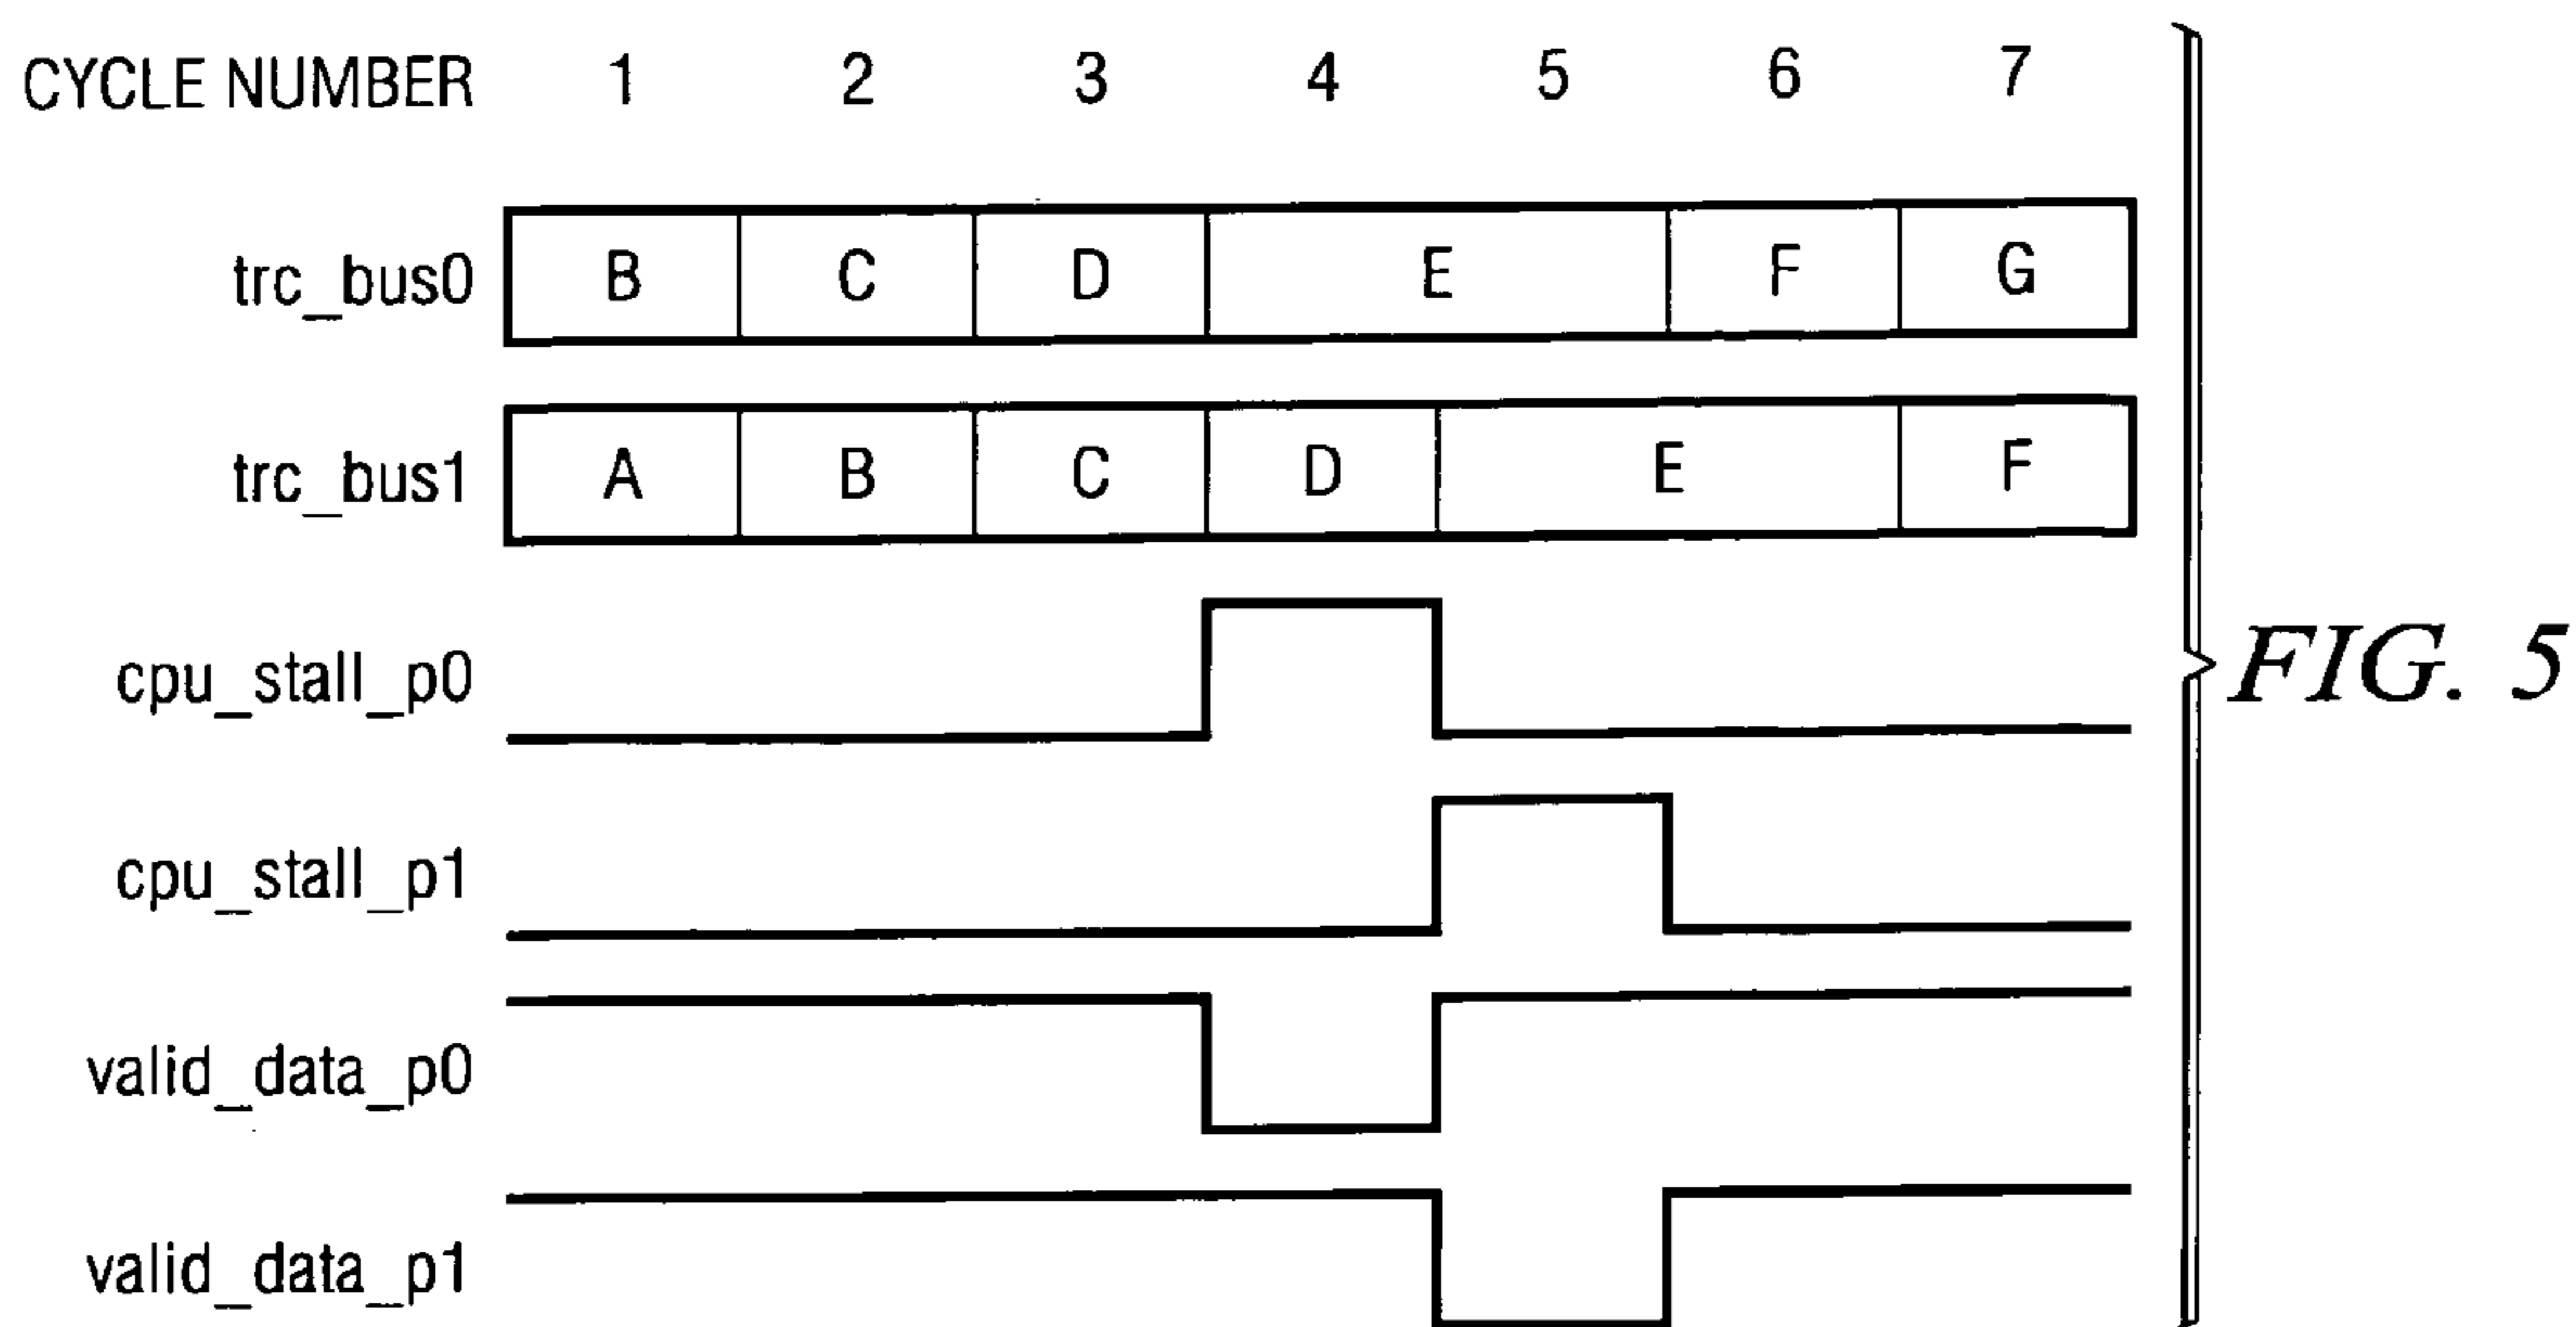 CYCLE NUMBER 1 2 3 4 5 6 7
trc_bus0 B C D E F G
trc_bus1 A B C D E F
cpu_stall_p0
cpu_stall_p1
valid_data_p0
valid_data_p1
FIG. 5